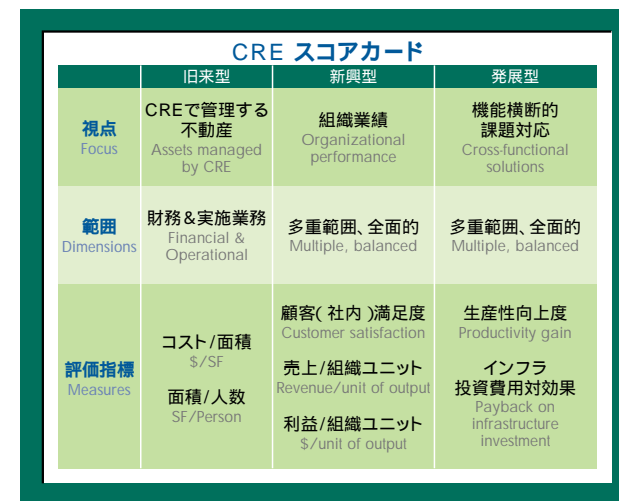 CRE スコアカード
旧来型
新興型
発展型
視点
Focus
CREで管理する
不動産
Assets managed
by CRE
組織業績
Organizational
performance
機能横断的
課題対応
Cross-functional
solutions
範囲
Dimensions
財務&実施業務
Financial &
Operational
多重範囲、全面的
Multiple, balanced
多重範囲、全面的
Multiple, balanced
評価指標
Measures
コスト/面積
$/SF
面積/人数
SF/Person
顧客(社内)満足度
Customer satisfaction
売上/組織ユニット
Revenue/unit of output
利益/組織ユニット
$/unit of output
生産性向上度
Productivity gain
インフラ
投資費用対効果
Payback on
infrastructure
investment